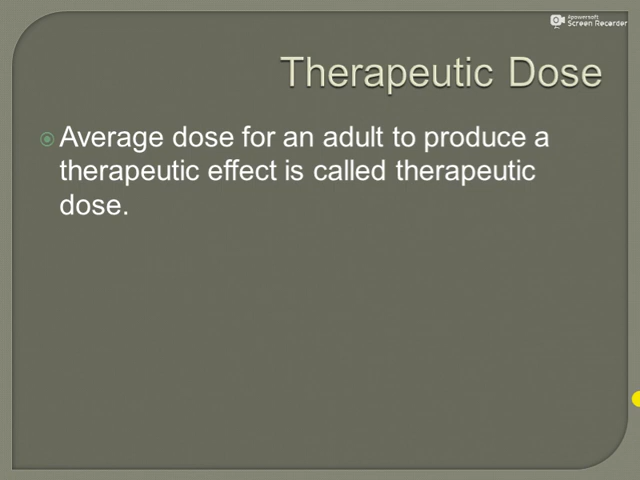 Apowersoft
Screen Recorder
Therapeutic Dose
Average dose for an adult to produce a
therapeutic effect is called therapeutic
dose.